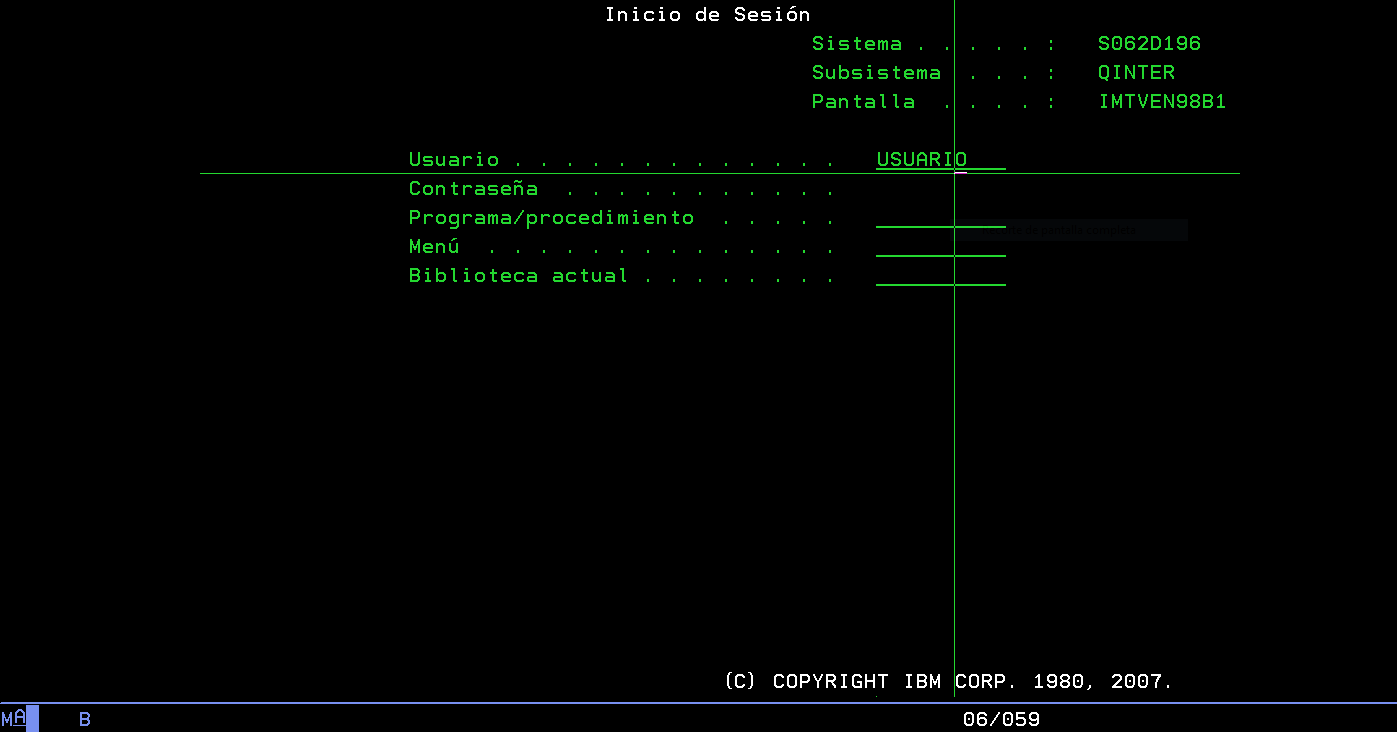 Inicio de Sesión
Sistema . . . . . : S062D196
Subsistema . . . : QINTER
Pantalla . . . . : IMTVEN98B1
Usuario . . . . . . . . . . . . . USUARIO
Contraseña . . . . . . . . . . .
Programa/procedimiento . . . . .
Menú . . . . . . . . . . . . . .
Biblioteca actual . . . . . . . .
(C) COPYRIGHT IBM CORP. 1980, 2007.
MA B 06/059